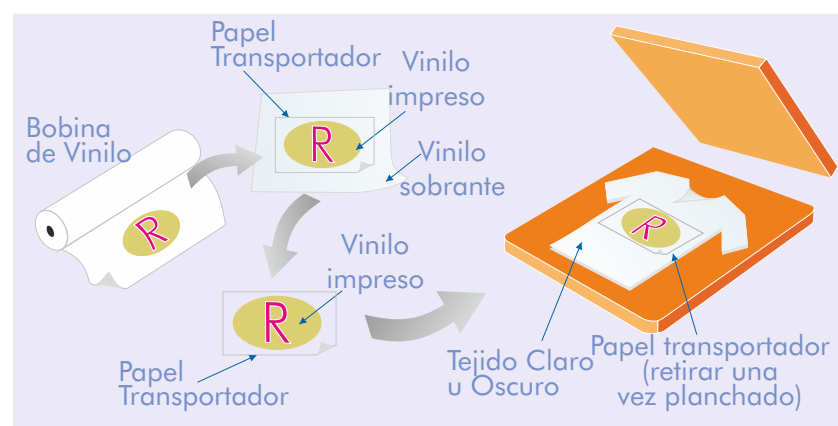 Papel
Transportador
Vinilo
impreso
Bobina
de Vinilo
R
Vinilo
sobrante
R
Vinilo
impreso
R
Papel
Transportador
R
Tejido Claro
u Oscuro
Papel transportador
(retirar una
vez planchado)